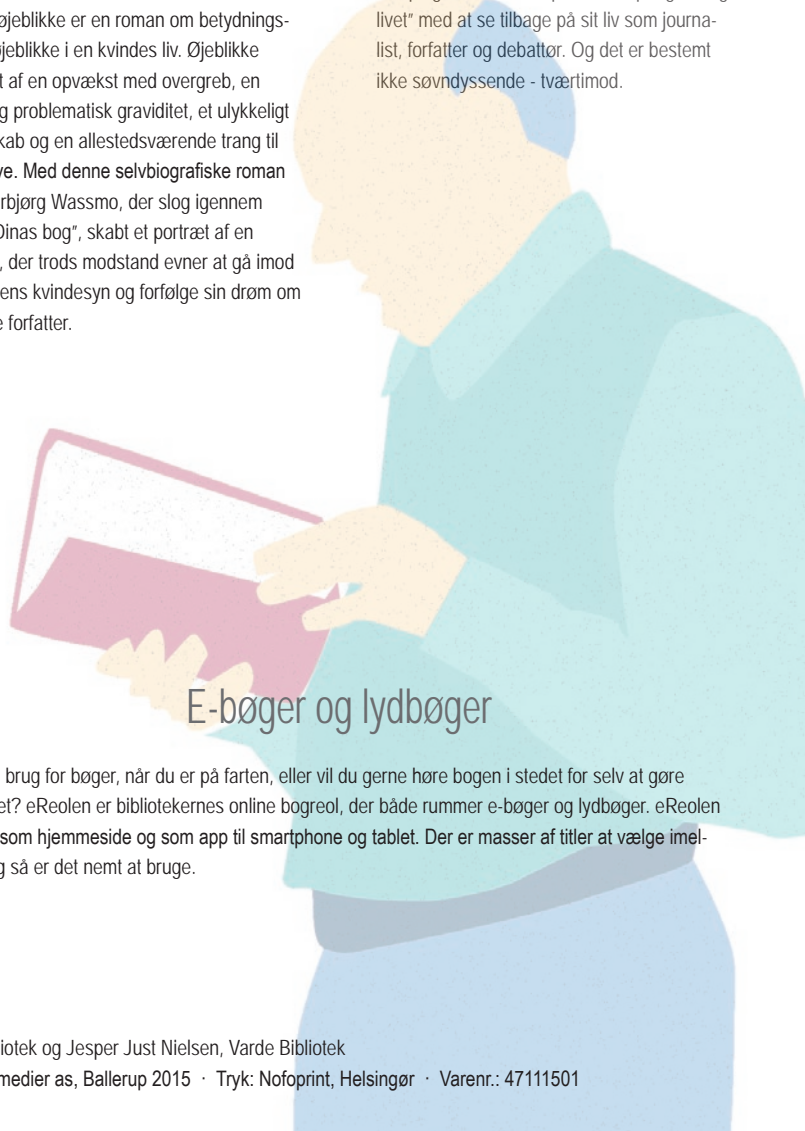 øjeblikke er en roman om betydnings-
øjeblikke i en kvindes liv. Øjeblikke
t af en opvækst med overgreb, en
g problematisk graviditet, et ulykkeligt
kab og en allestedsværende trang til
ve. Med denne selvbiografiske roman
rbjørg Wassmo, der slog igennem
Dinas bog”, skabt et portræt af en
, der trods modstand evner at gå imod
ens kvindesyn og forfølge sin drøm om
e forfatter.
livet” med at se tilbage på sit liv som journa-
list, forfatter og debattør. Og det er bestemt
ikke søvndyssende - tværtimod.
E-bøger og lydbøger
brug for bøger, når du er på farten, eller vil du gerne høre bogen i stedet for selv at gøre
et? eReolen er bibliotekernes online bogreol, der både rummer e-bøger og lydbøger. eReolen
som hjemmeside og som app til smartphone og tablet. Der er masser af titler at vælge imel-
g så er det nemt at bruge.
iotek og Jesper Just Nielsen, Varde Bibliotek
medier as, Ballerup 2015 · Tryk: Nofoprint, Helsingør · Varenr.: 47111501